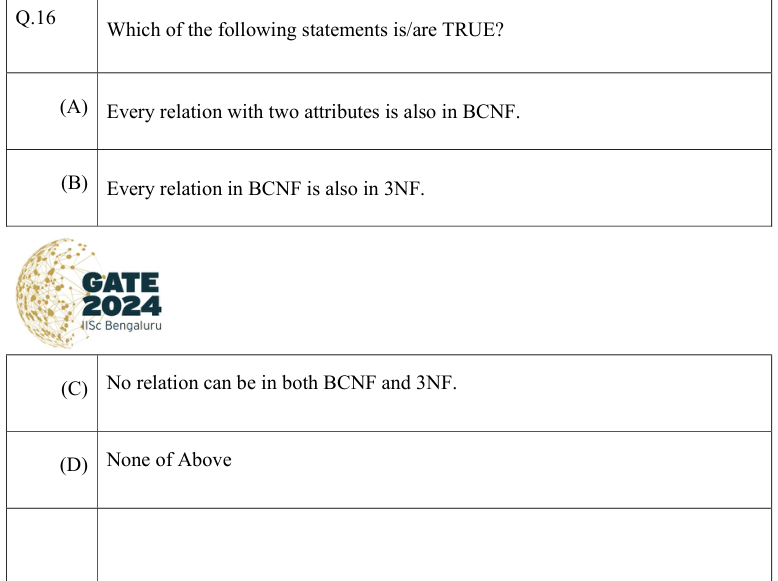 Q.16
Which of the following statements is/are TRUE?
(A) Every relation with two attributes is also in BCNF.
(B) Every relation in BCNF is also in 3NF.
GATE
2024
IISc Bengaluru
(C) No relation can be in both BCNF and 3NF.
(D) None of Above